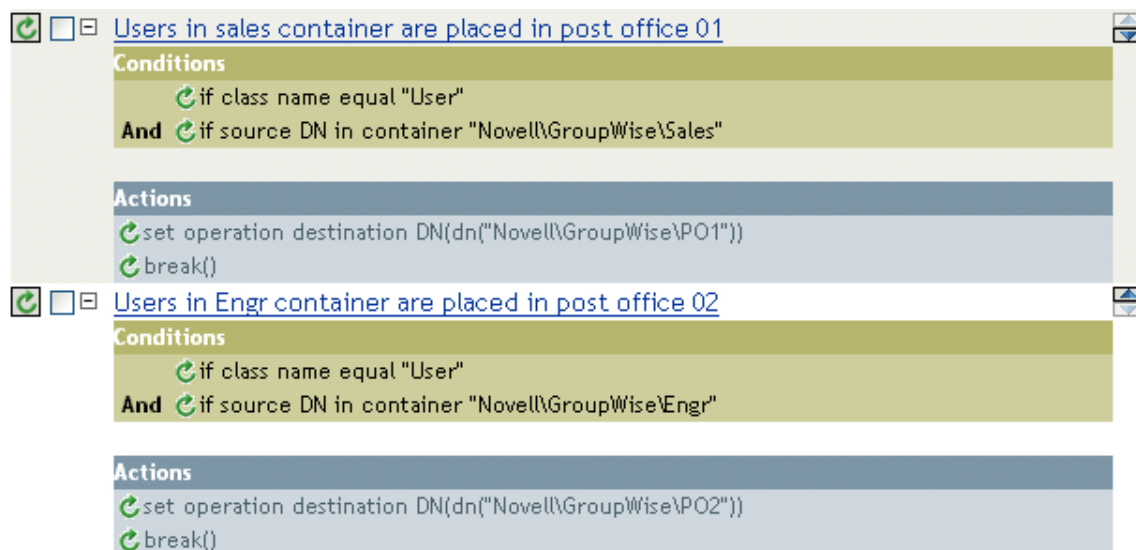 Users in sales container are placed in post office 01
Conditions
if class name equal "User"
And if source DN in container "Novell\GroupWise\Sales"
Actions
set operation destination DN(dn("Novell\GroupWise\PO1"))
break()
Users in Engr container are placed in post office 02
Conditions
if class name equal "User"
And if source DN in container "Novell\GroupWise\Engr"
Actions
set operation destination DN(dn("Novell\GroupWise\PO2"))
break()